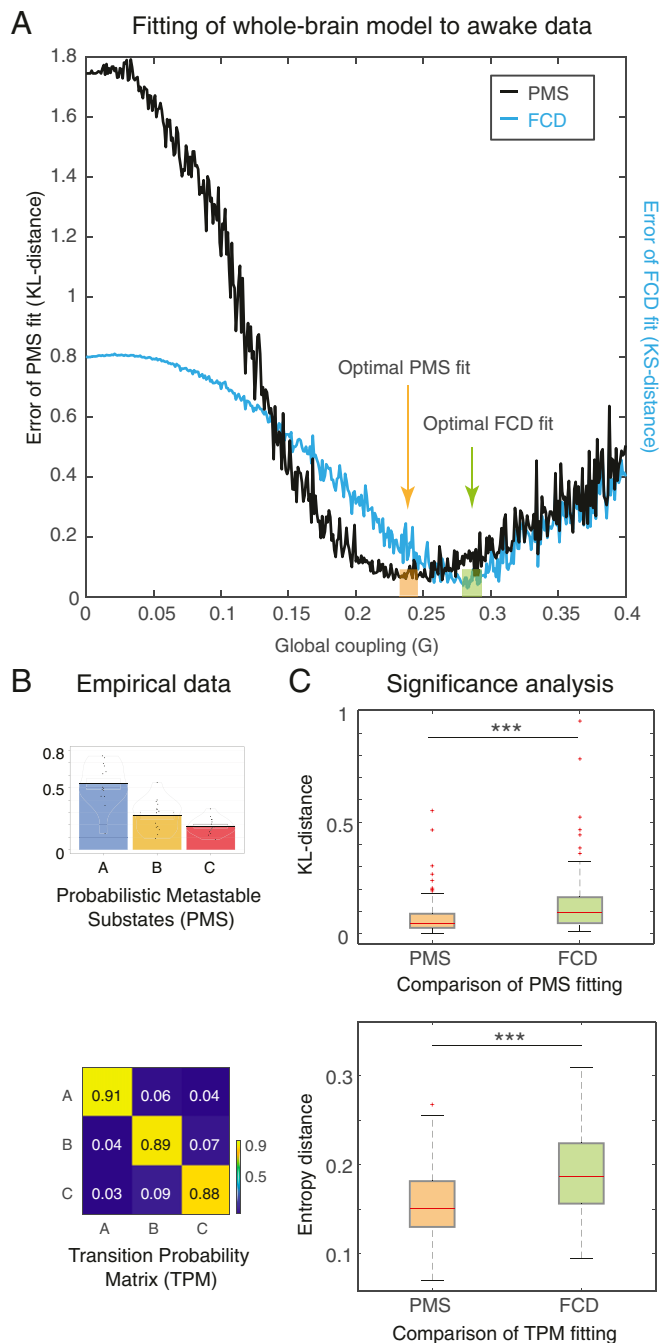 A Fitting of whole-brain model to awake data
1.8
1.6
1.4
1.2
1
0.8
0.6
0.4
0.2
0
Error of PMS fit (KL-distance)
PMS
FCD
Error of FCD fit (KS-distance)
Optimal PMS fit
Optimal FCD fit
0 0.05 0.1 0.15 0.2 0.25 0.3 0.35 0.4
Global coupling (G)
B Empirical data
0.8
0.5
0
A B C
Probabilistic Metastable
Substates (PMS)
A 0.91 0.06 0.04
B 0.04 0.89 0.07
C 0.03 0.09 0.88
A B C
0.9
0.5
Transition Probability
Matrix (TPM)
C Significance analysis
1
0.5
0
KL-distance
***
PMS FCD
Comparison of PMS fitting
0.3
0.2
0.1
Entropy distance
***
PMS FCD
Comparison of TPM fitting